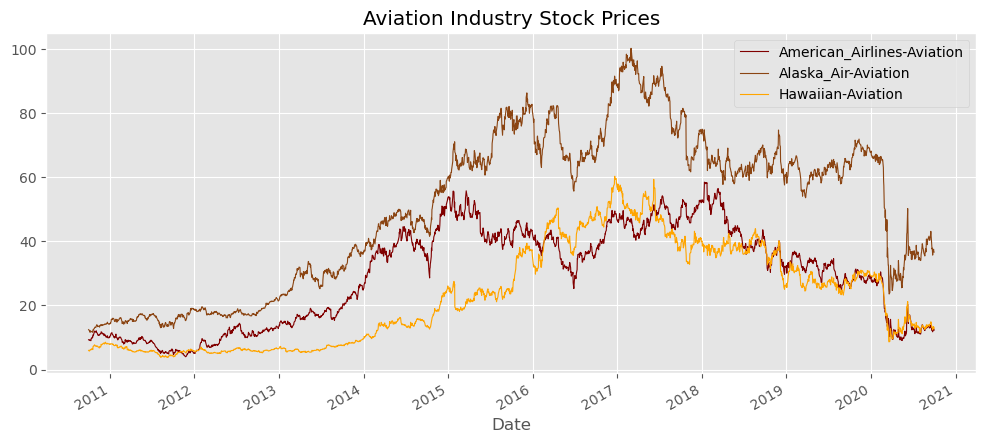 Aviation Industry Stock Prices
American_Airlines-Aviation
Alaska_Air-Aviation
Hawaiian-Aviation
100
80
60
40
20
0
2011 2012 2013 2014 2015 2016 2017 2018 2019 2020 2021
Date